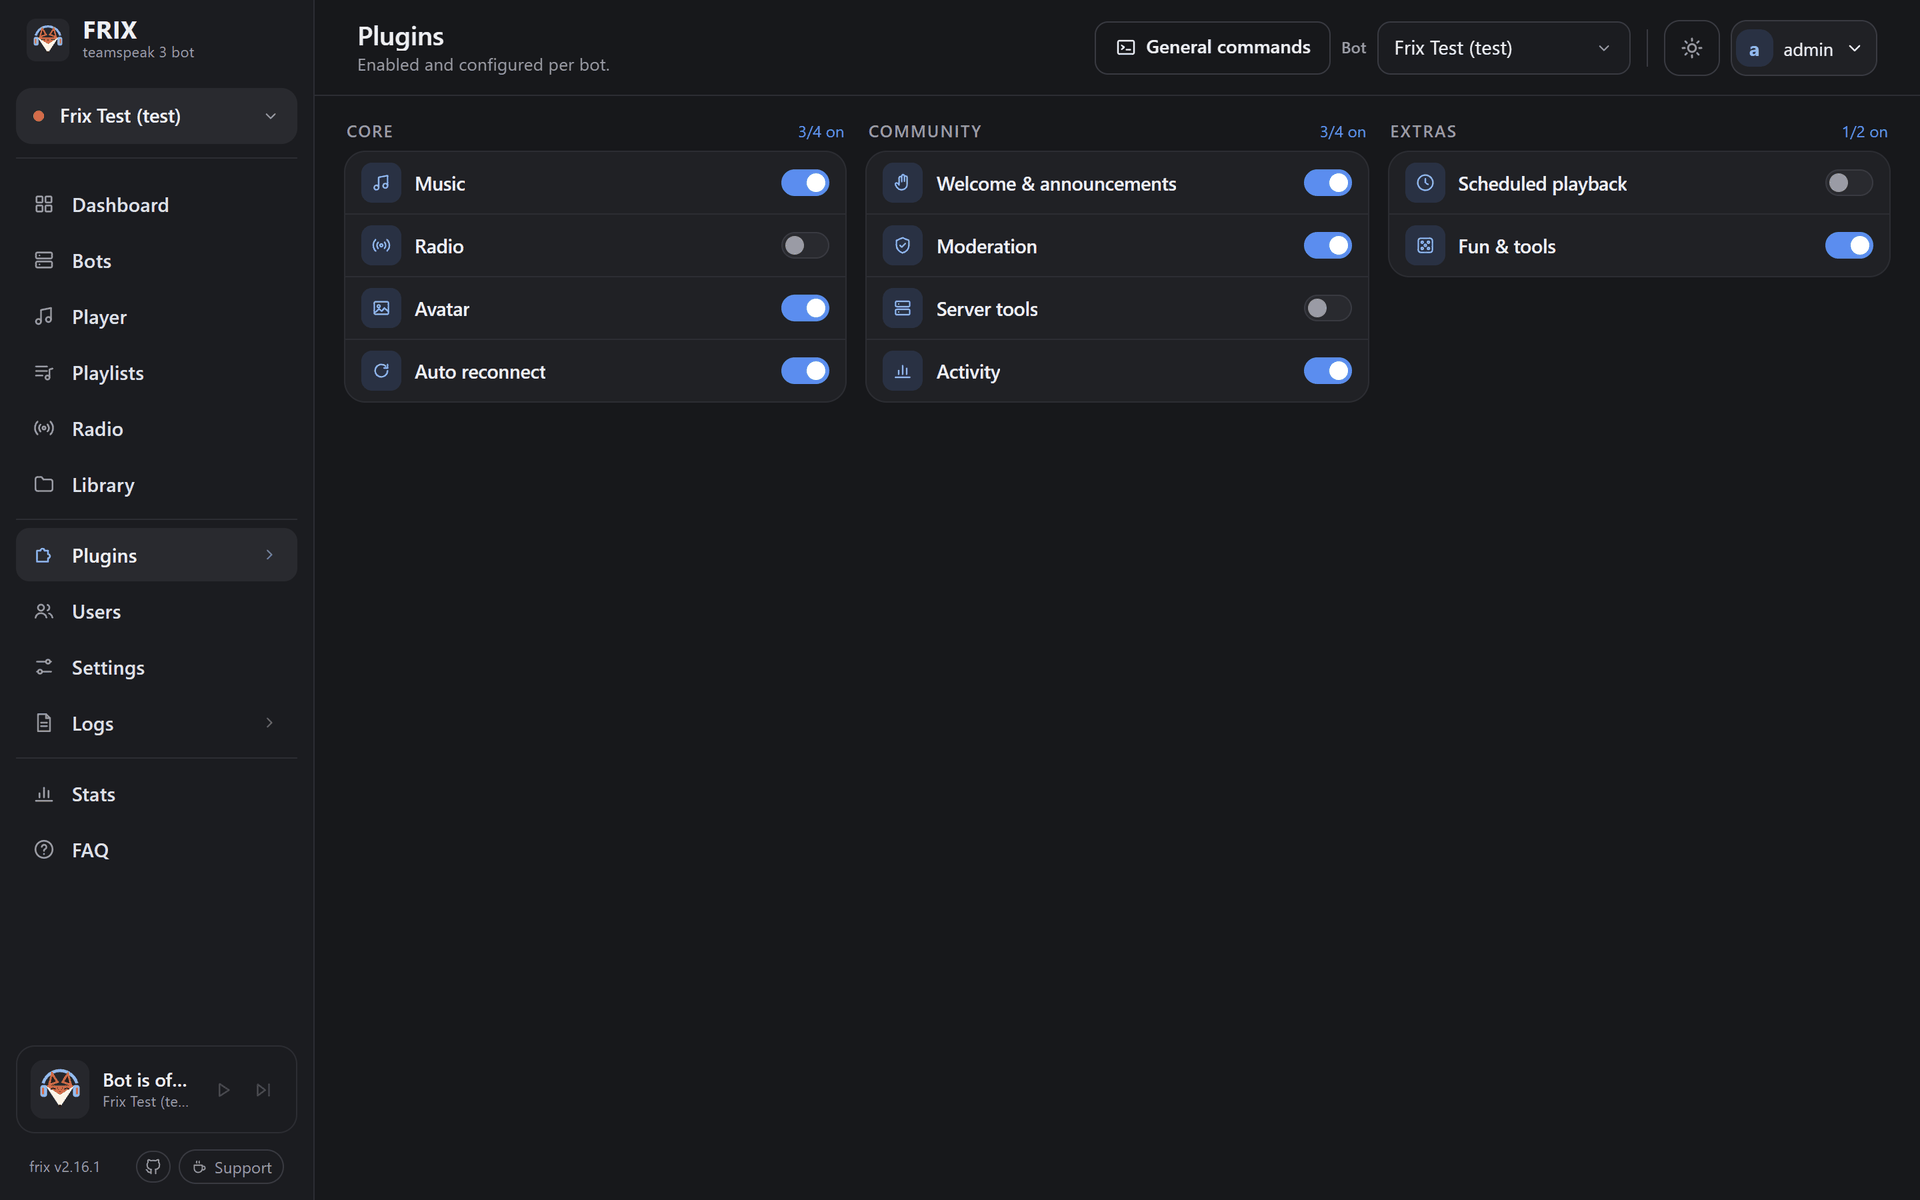 FRIX
teamspeak 3 bot
Frix Test (test)
Dashboard
Bots
Player
Playlists
Radio
Library
Plugins
Users
Settings
Logs
Stats
FAQ
Bot is of...
Frix Test (te...
frix v2.16.1
Support
Plugins
Enabled and configured per bot.
General commands
Bot
Frix Test (test)
a
admin
CORE
3/4 on
Music
Radio
Avatar
Auto reconnect
COMMUNITY
3/4 on
Welcome & announcements
Moderation
Server tools
Activity
EXTRAS
1/2 on
Scheduled playback
Fun & tools